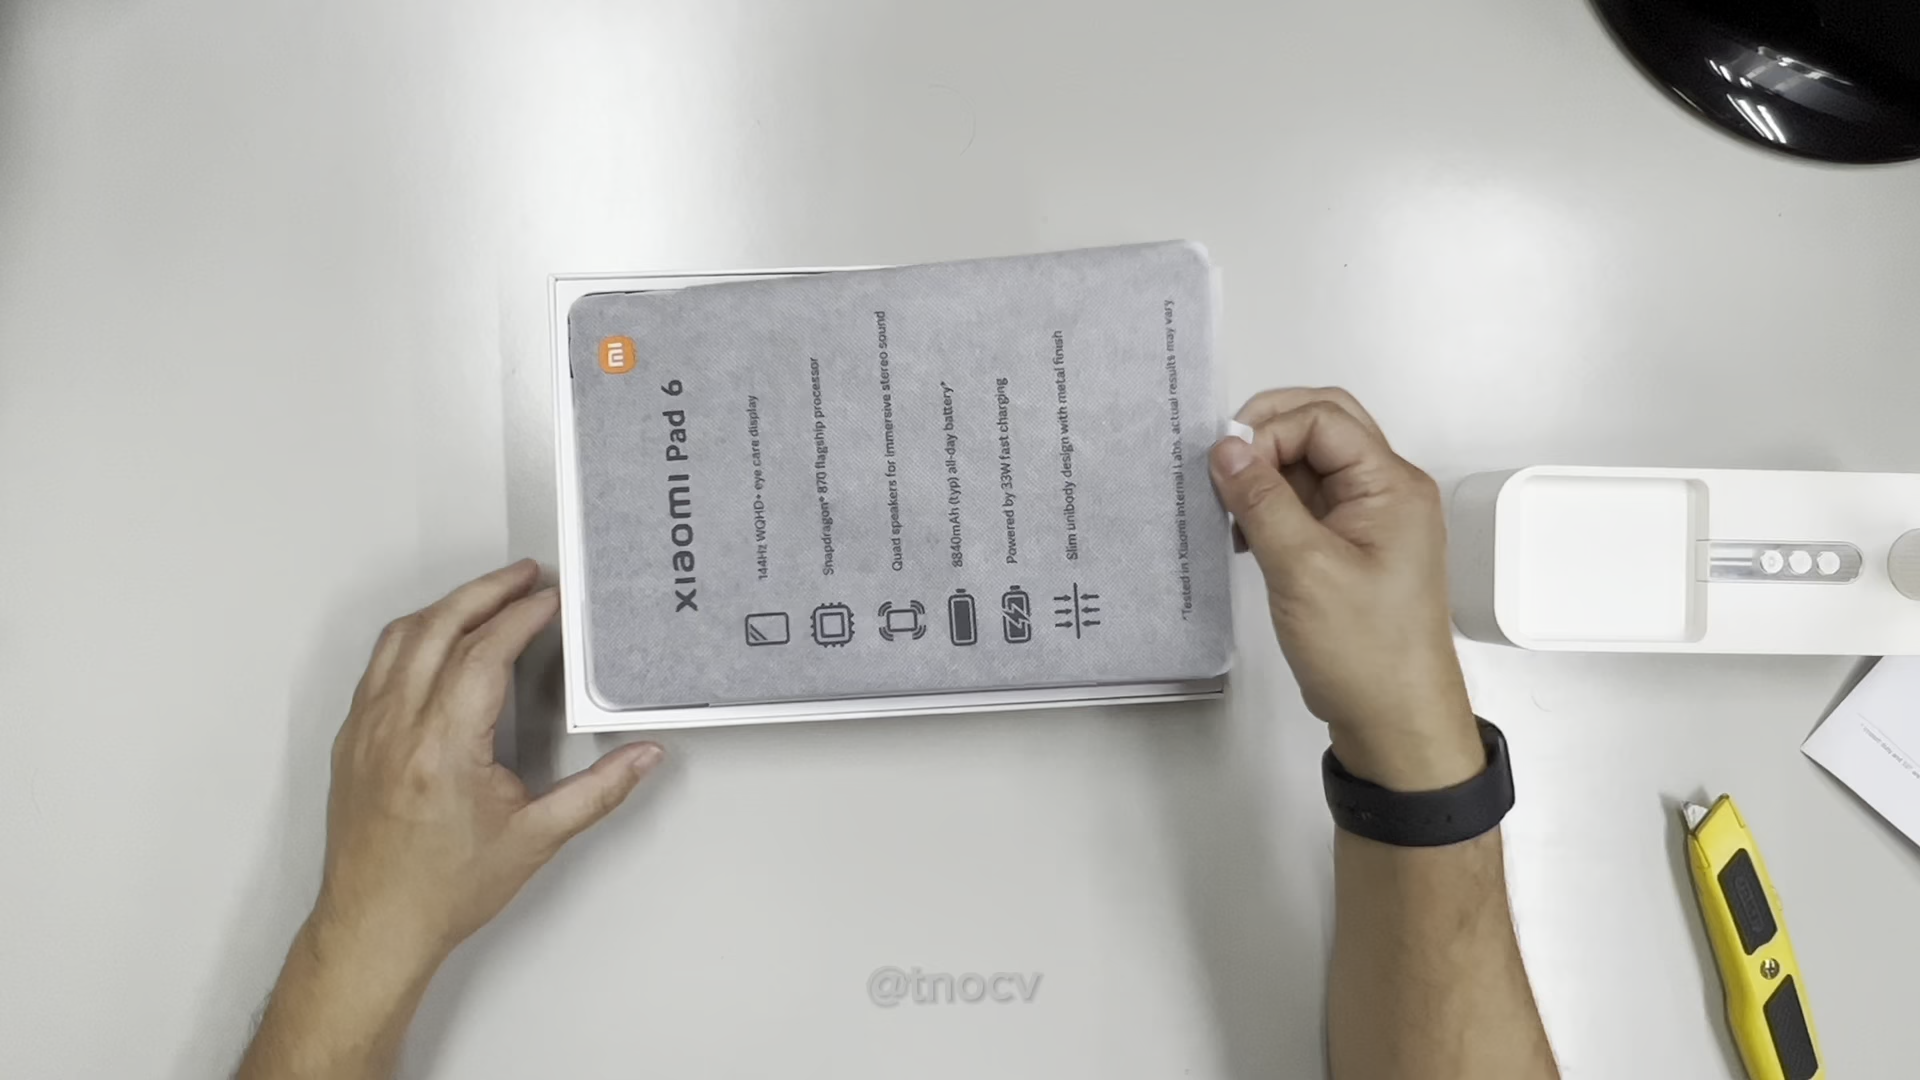 mi
xiaomi Pad 6
144Hz WQHD+ eye care display
Snapdragon® 870 flagship processor
Quad speakers for immersive stereo sound
8840mAh (typ) all-day battery*
Powered by 33W fast charging
Slim unibody design with metal finish
*Tested in Xiaomi Internal Labs, actual results may vary
@tnocv